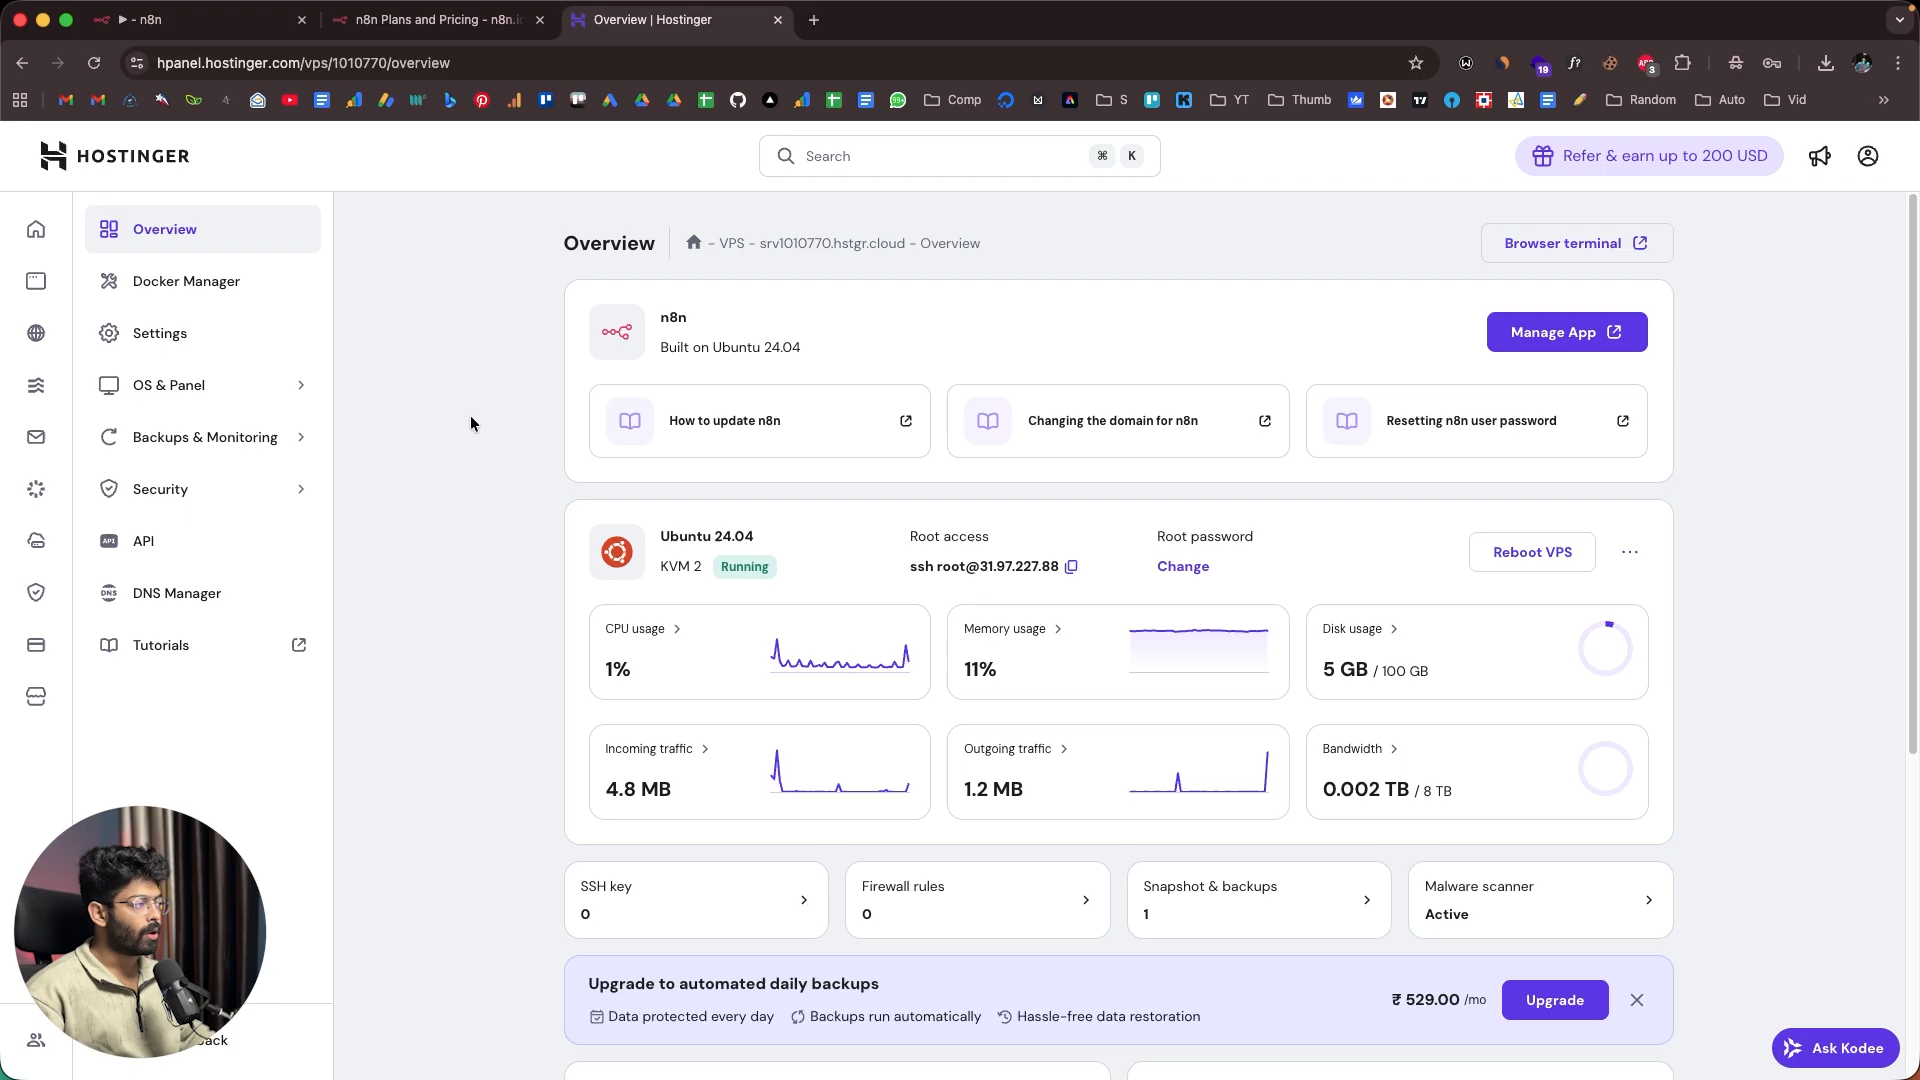 - n8n
n8n Plans and Pricing - n8n.i
Overview | Hostinger
hpanel.hostinger.com/vps/1010770/overview
19
f?
3
Comp
S
YT
Thumb
Random
Auto
Vid
HOSTINGER
Search
⌘
K
Refer & earn up to 200 USD
Overview
Docker Manager
Settings
OS & Panel
Backups & Monitoring
Security
API
API
DNS
DNS Manager
Tutorials
Overview
- VPS - srv1010770.hstgr.cloud - Overview
Browser terminal
n8n
Built on Ubuntu 24.04
Manage App
How to update n8n
Changing the domain for n8n
Resetting n8n user password
Ubuntu 24.04
KVM 2
Running
Root access
ssh root@31.97.227.88
Root password
Change
Reboot VPS
CPU usage
1%
Memory usage
11%
Disk usage
5 GB / 100 GB
Incoming traffic
4.8 MB
Outgoing traffic
1.2 MB
Bandwidth
0.002 TB / 8 TB
SSH key
0
Firewall rules
0
Snapshot & backups
1
Malware scanner
Active
Upgrade to automated daily backups
Data protected every day
Backups run automatically
Hassle-free data restoration
₹ 529.00 /mo
Upgrade
Ask Kodee